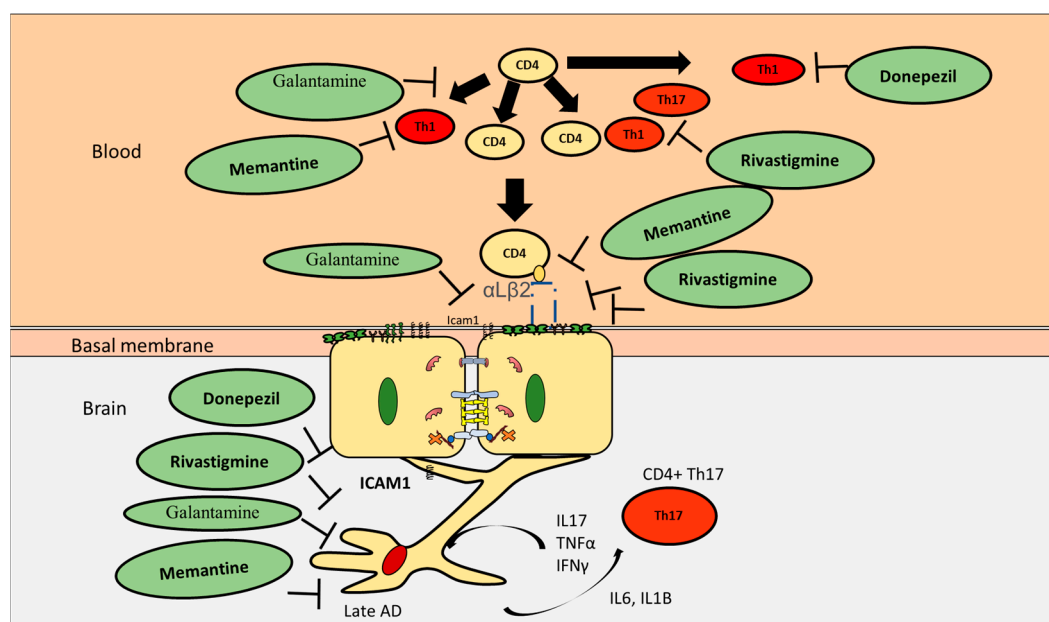 CD4
Galantamine
Th1
Donepezil
Th17
Th1
CD4
CD4
Th1
Blood
Memantine
Rivastigmine
Memantine
CD4
Galantamine
Rivastigmine
αLβ2
Icam1
Basal membrane
Donepezil
Brain
Rivastigmine
CD4+ Th17
ICAM1
Galantamine
Th17
IL17
TNFα
IFNγ
Memantine
IL6, IL1B
Late AD